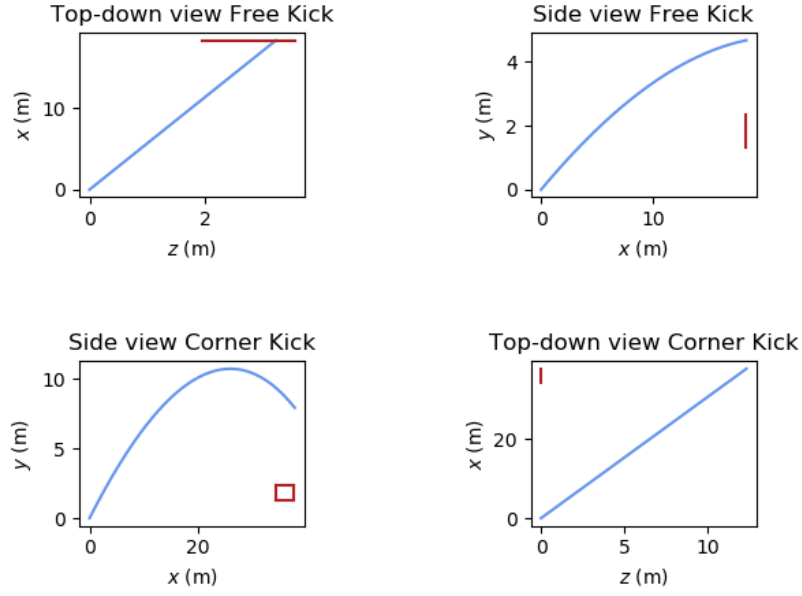 Top-down view Free Kick
x (m)
10
0
0
2
z (m)
Side view Free Kick
y (m)
4
2
0
0
10
x (m)
Side view Corner Kick
y (m)
10
5
0
0
20
x (m)
Top-down view Corner Kick
x (m)
20
0
0
5
10
z (m)